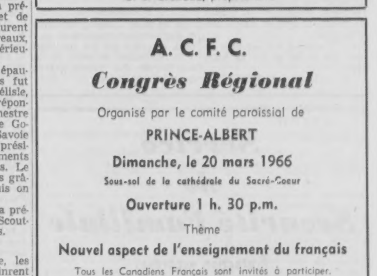 A. C. F. C.
Congrès Régional
Organisé par le comité paroissial de
PRINCE-ALBERT
Dimanche, le 20 mars 1966
Sous-sol de la cathédrale du Sacré-Coeur
Ouverture 1 h. 30 p.m.
Thème
Nouvel aspect de l'enseignement du français
Tous les Canadiens Français sont invités à participer.